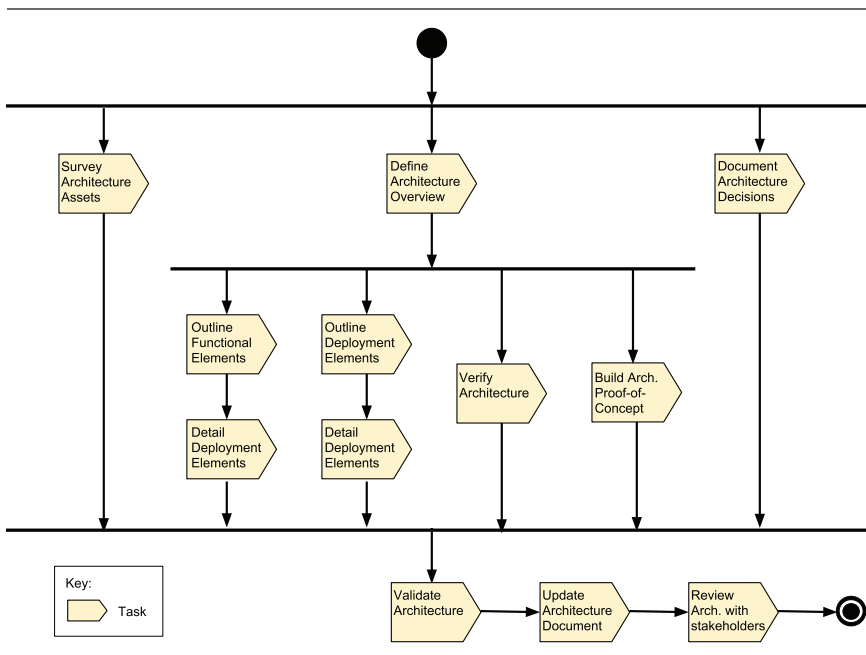 Survey
Architecture
Assets
Define
Architecture
Overview
Document
Architecture
Decisions
Outline
Functional
Elements
Outline
Deployment
Elements
Verify
Architecture
Build Arch.
Proof-of-
Concept
Detail
Deployment
Elements
Detail
Deployment
Elements
Key:
Task
Validate
Architecture
Update
Architecture
Document
Review
Arch. with
stakeholders